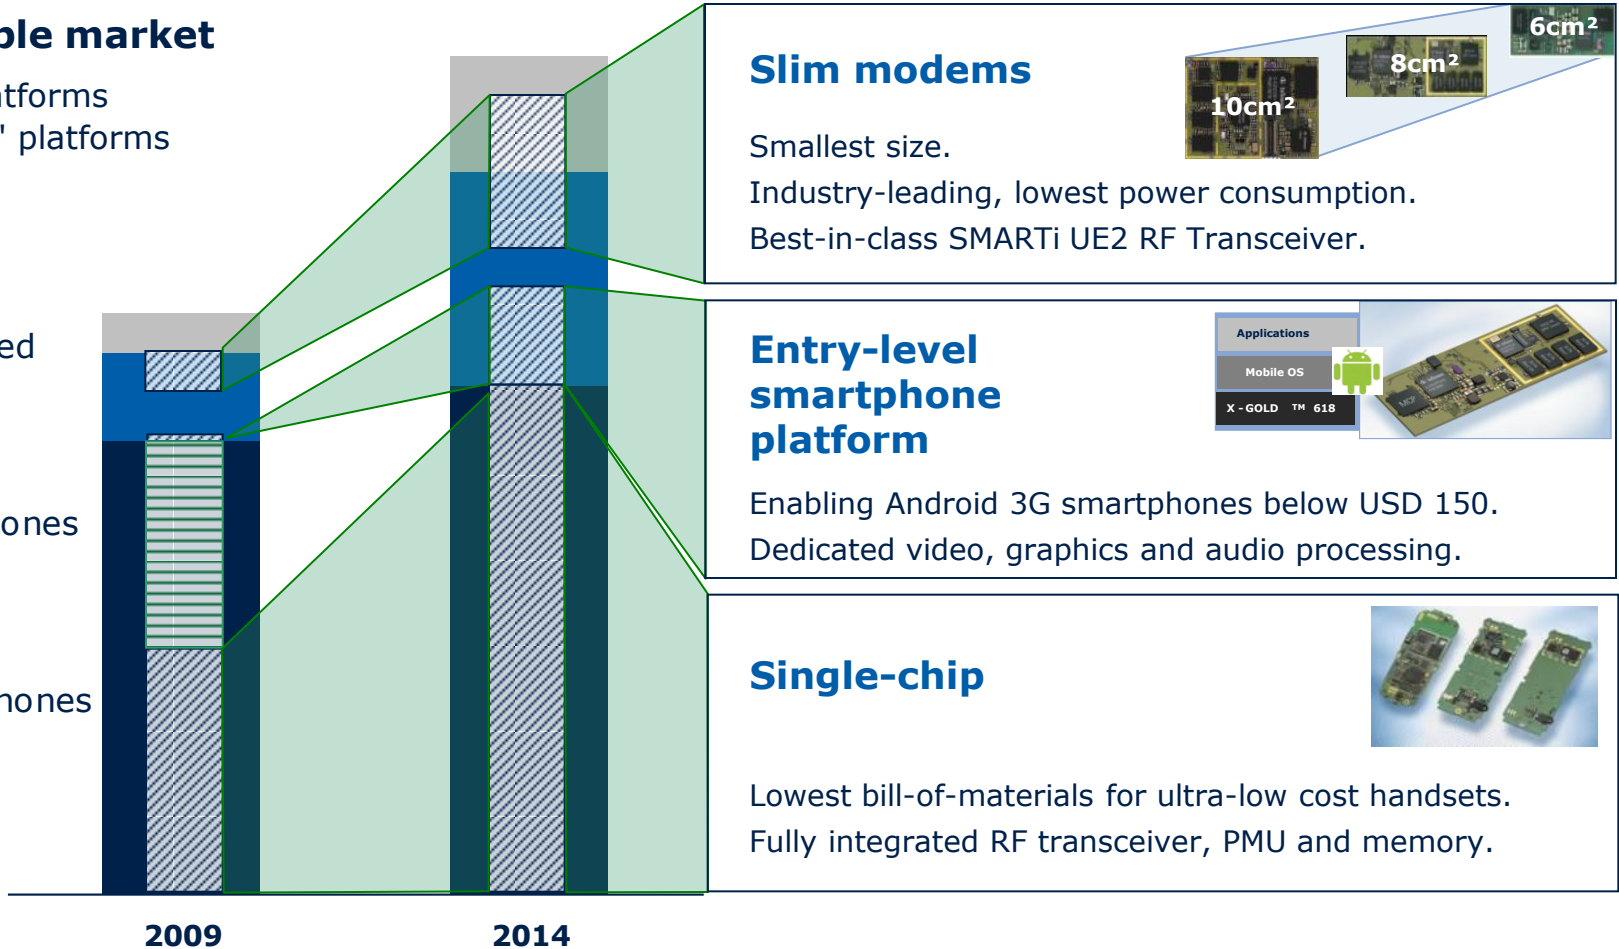 ble market
atforms
" platforms
ed
ones
hones
2009
2014
Slim modems
10cm²
8cm²
6cm²
Smallest size.
Industry-leading, lowest power consumption.
Best-in-class SMARTi UE2 RF Transceiver.
Entry-level
smartphone
platform
Applications
Mobile OS
X - GOLD ™ 618
MCP
Enabling Android 3G smartphones below USD 150.
Dedicated video, graphics and audio processing.
Single-chip
Lowest bill-of-materials for ultra-low cost handsets.
Fully integrated RF transceiver, PMU and memory.